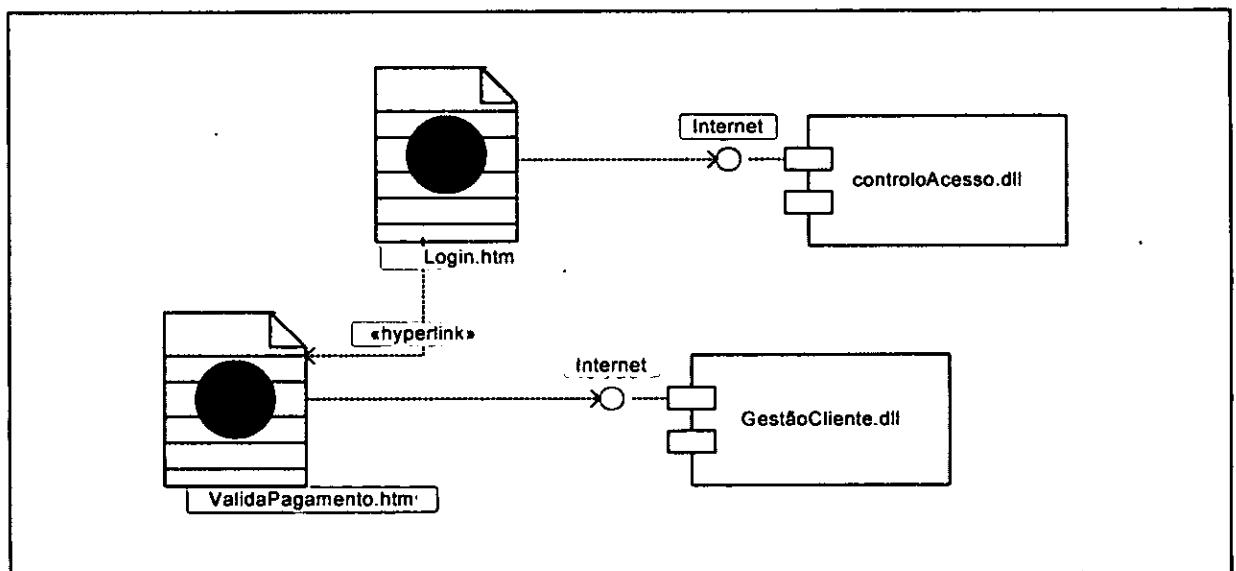 Internet
controloAcesso.dll
Login.htm
«hyperlink»
Internet
GestãoCliente.dll
ValidaPagamento.htm